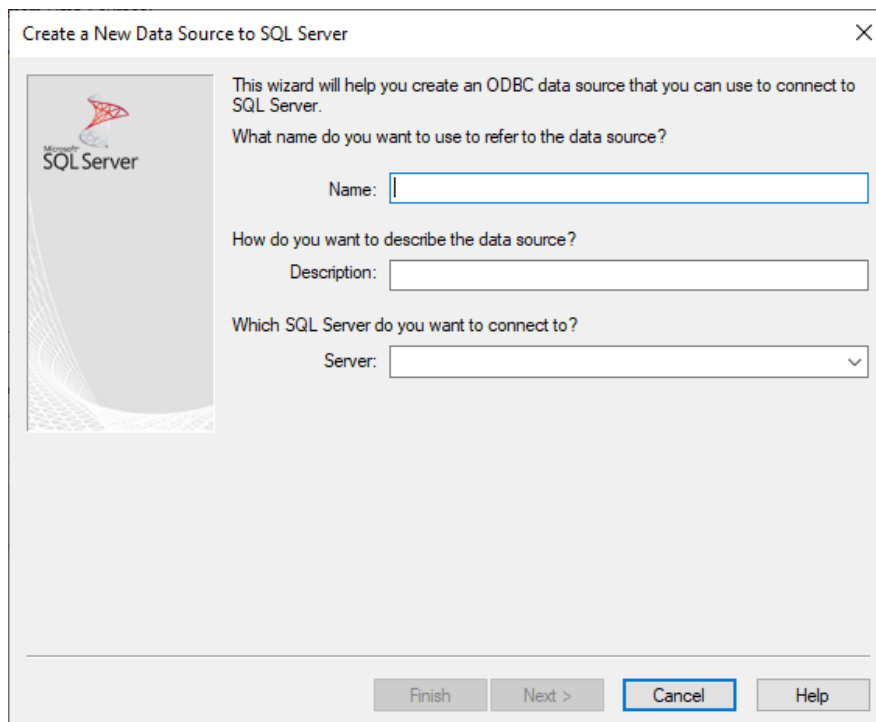 Create a New Data Source to SQL Server
This wizard will help you create an ODBC data source that you can use to connect to
SQL Server.
What name do you want to use to refer to the data source?
Microsoft
SQL Server
Name:
How do you want to describe the data source?
Description:
Which SQL Server do you want to connect to?
Server:
Finish
Next >
Cancel
Help